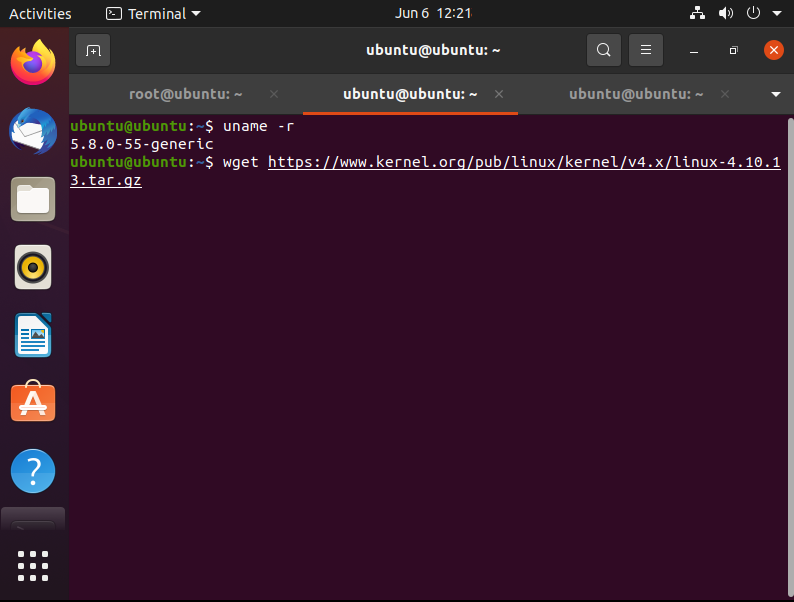 Activities
Terminal
Jun 6 12:21
ubuntu@ubuntu: ~
root@ubuntu: ~
ubuntu@ubuntu: ~
ubuntu@ubuntu: ~
ubuntu@ubuntu:~$ uname -r
5.8.0-55-generic
ubuntu@ubuntu:~$ wget https://www.kernel.org/pub/linux/kernel/v4.x/linux-4.10.1
3.tar.gz